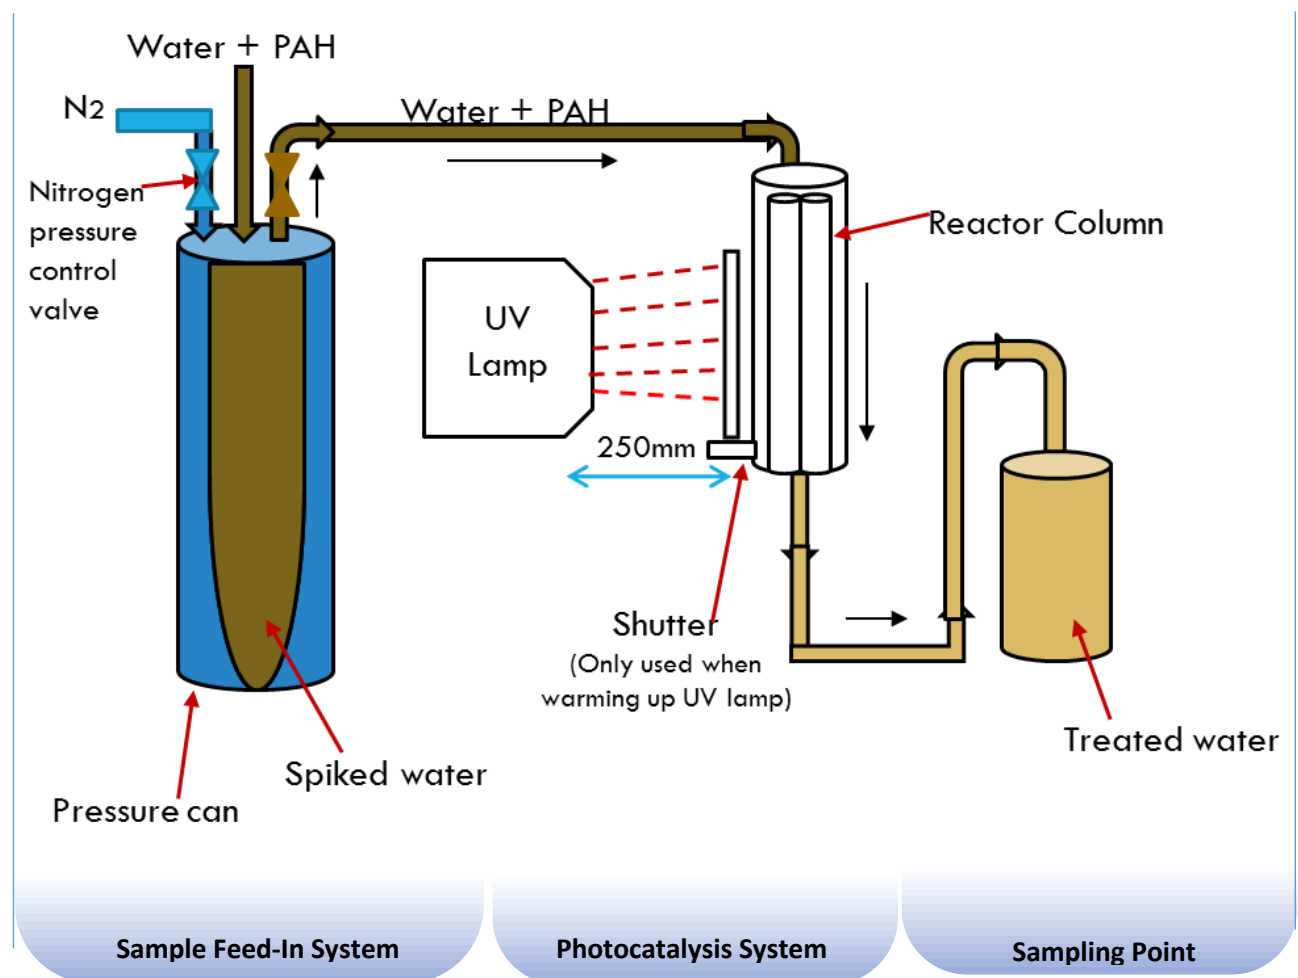 Water + PAH
N2
Water + PAH
Nitrogen
pressure
control
valve
Reactor Column
UV
Lamp
250mm
Shutter
(Only used when
warming up UV lamp)
Treated water
Spiked water
Pressure can
Sample Feed-In System
Photocatalysis System
Sampling Point